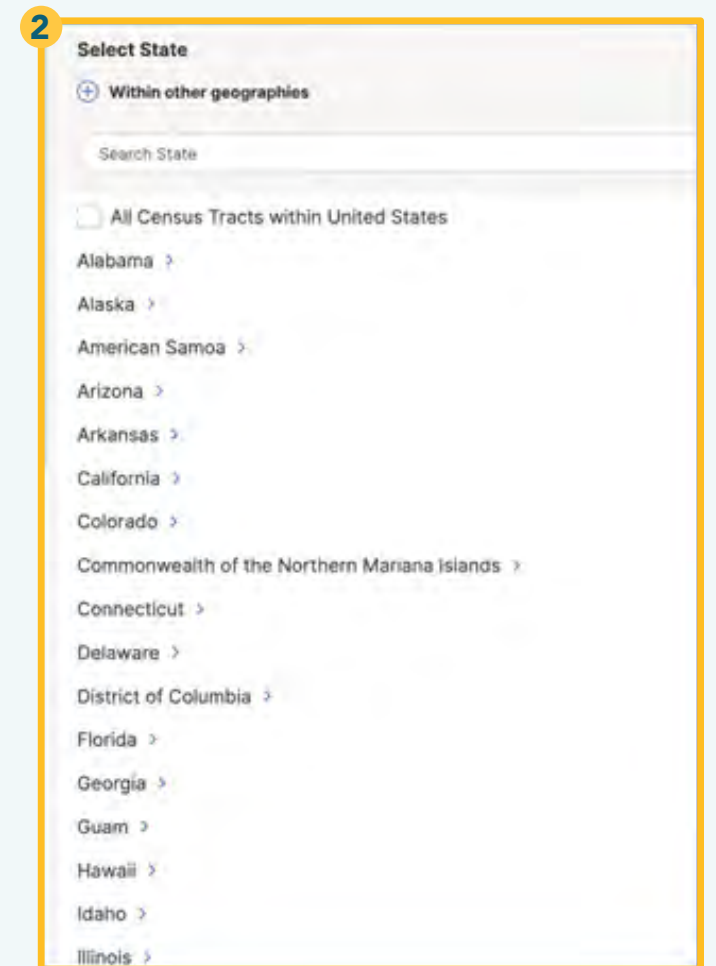 2
Select State
Within other geographies
Search State
All Census Tracts within United States
Alabama >
Alaska >
American Samoa >
Arizona >
Arkansas >
California >
Colorado >
Commonwealth of the Northern Mariana Islands >
Connecticut >
Delaware >
District of Columbia >
Florida >
Georgia >
Guam >
Hawaii >
Idaho >
Illinois >